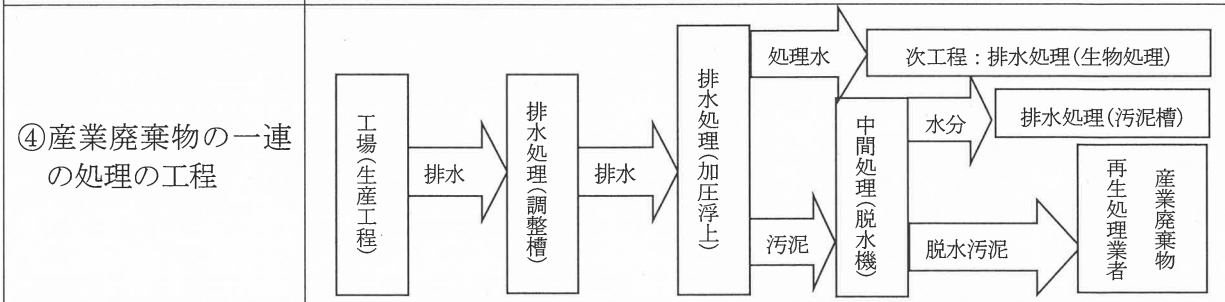 ④産業廃棄物の一連
の処理の工程
工場(生産工程)
排水
排水処理(調整槽)
排水
排水処理(加圧浮上)
処理水
次工程：排水処理(生物処理)
汚泥
中間処理(脱水機)
水分
排水処理(汚泥槽)
脱水汚泥
産業廃棄物
再生処理業者